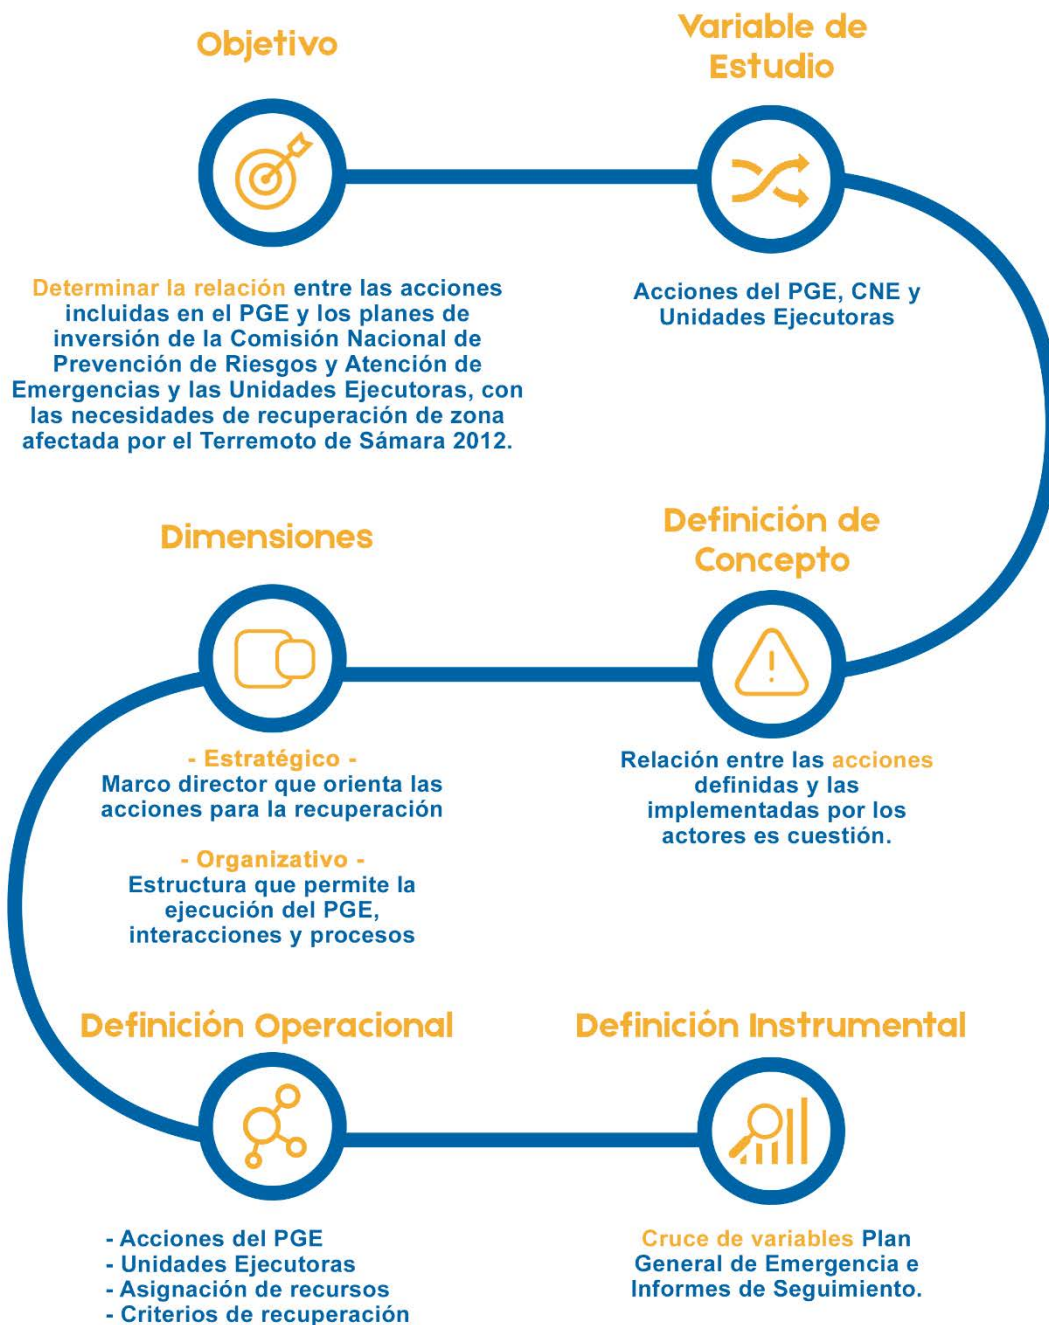 Objetivo
Determinar la relación entre las acciones
incluidas en el PGE y los planes de
inversión de la Comisión Nacional de
Prevención de Riesgos y Atención de
Emergencias y las Unidades Ejecutoras, con
las necesidades de recuperación de zona
afectada por el Terremoto de Sámara 2012.
Variable de
Estudio
Acciones del PGE, CNE y
Unidades Ejecutoras
Definición de
Concepto
Relación entre las acciones
definidas y las
implementadas por los
actores es cuestión.
Dimensiones
- Estratégico -
Marco director que orienta las
acciones para la recuperación
- Organizativo -
Estructura que permite la
ejecución del PGE,
interacciones y procesos
Definición Operacional
- Acciones del PGE
- Unidades Ejecutoras
- Asignación de recursos
- Criterios de recuperación
Definición Instrumental
Cruce de variables Plan
General de Emergencia e
Informes de Seguimiento.